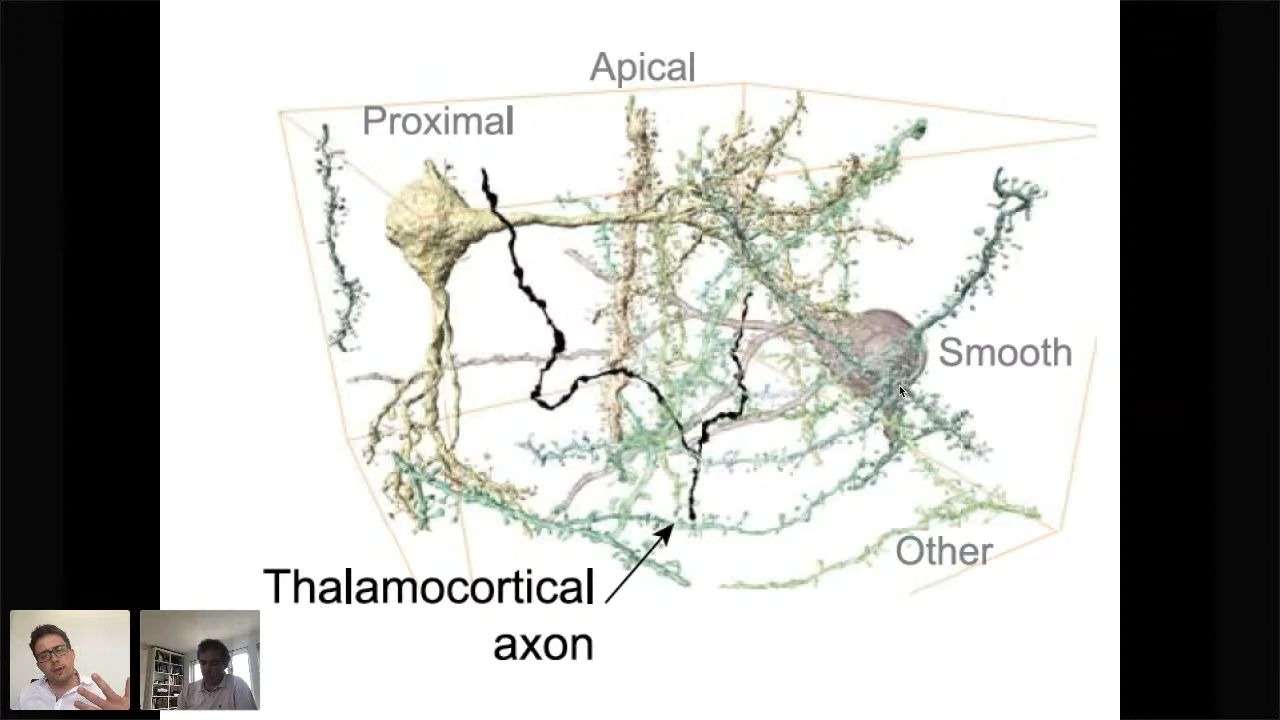 Apical
Proximal
Smooth
Other
Thalamocortical
axon